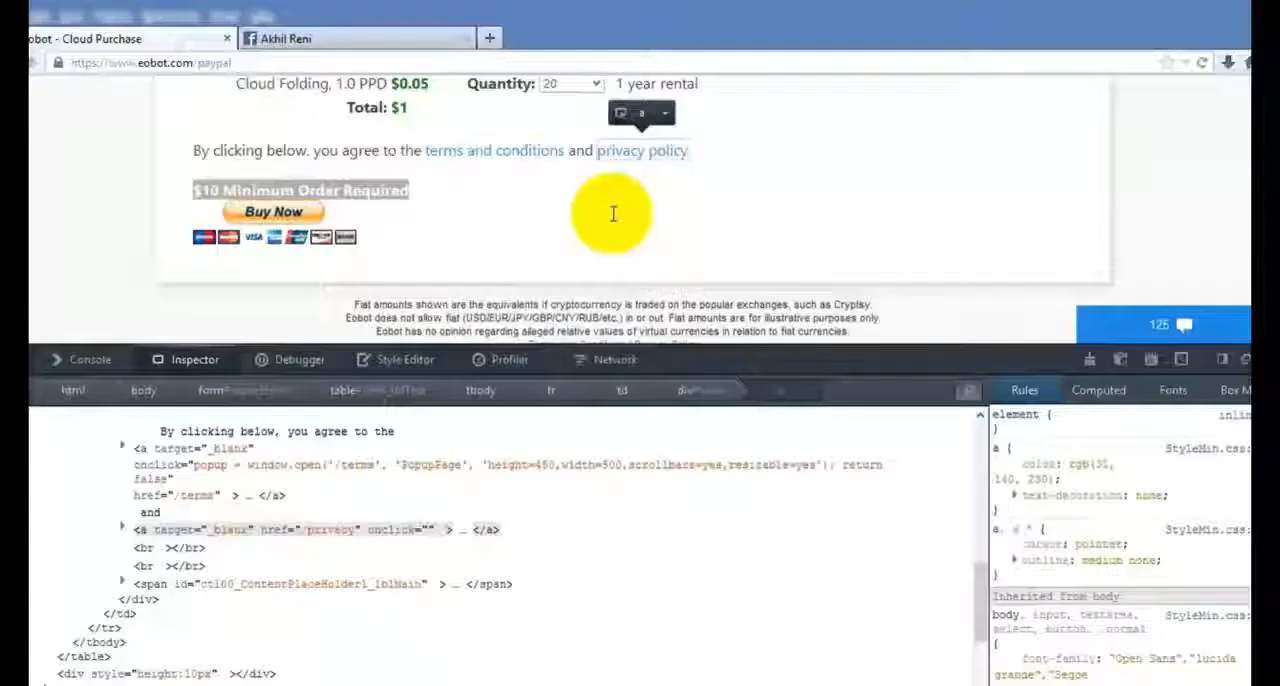 Eobot - Cloud Purchase × Akhil Reni +
https://www.eobot.com/paypal
Cloud Folding, 1.0 PPD $0.05 Quantity: 20 1 year rental
Total: $1
a
By clicking below, you agree to the terms and conditions and privacy policy
$10 Minimum Order Required
Buy Now
VISA
Fiat amounts shown are the equivalents if cryptocurrency is traded on the popular exchanges, such as Cryptsy.
Eobot does not allow fiat (USD/EUR/JPY/GBP/CNY/RUB/etc.) in or out. Fiat amounts are for illustrative purposes only.
Eobot has no opinion regarding alleged relative values of virtual currencies in relation to fiat currencies.
125
Console Inspector Debugger Style Editor Profiler Network
html body form table tbody tr td div Rules Computed Fonts Box M
By clicking below, you agree to the
<a target="_blank"
onclick="popup = window.open('/terms', 'PopupPage', 'height=450,width=500,scrollbars=yes,resizable=yes'); return
false"
href="/terms" > … </a>
and
<a target="_blank" href="/privacy" onclick="" > … </a>
<br ></br>
<br ></br>
<span id="ctl00_ContentPlaceHolder1_lblMain" > … </span>
</div>
</td>
</tr>
</tbody>
</table>
<div style="height:10px" ></div>
element { inlin
}
a { StyleMin.css:
color: rgb(31,
140, 230);
text-decoration: none;
}
a, a * { StyleMin.css:
cursor: pointer;
outline: medium none;
}
Inherited from body
body, input, textarea, StyleMin.css:
select, button, .normal
{
font-family: "Open Sans","lucida
grande","Segoe